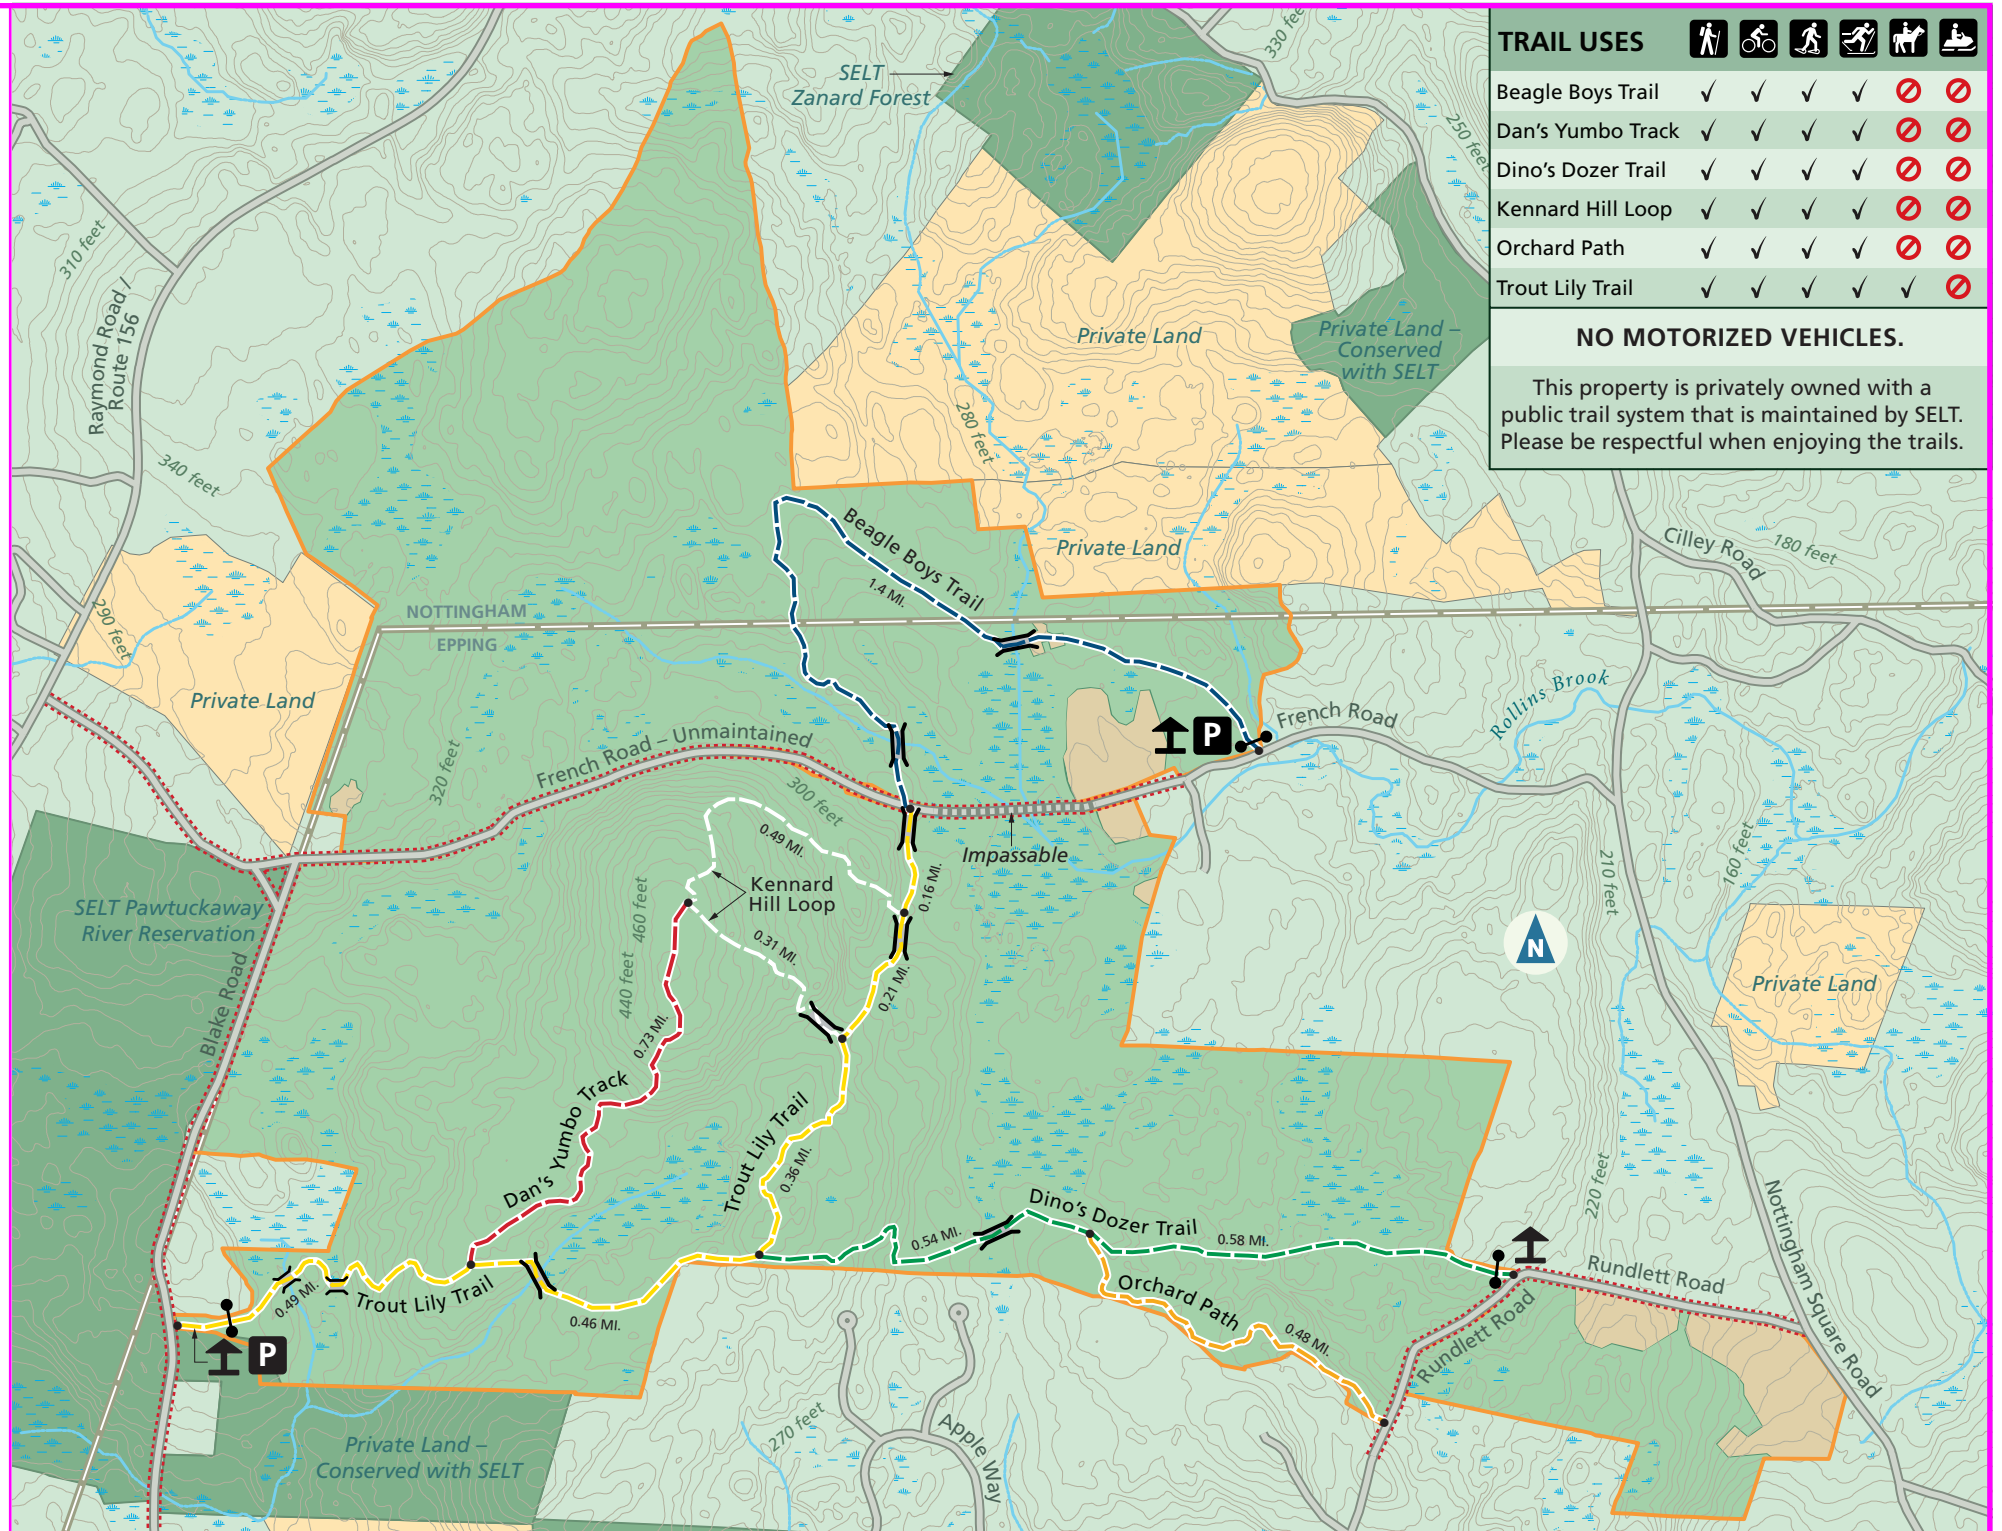 TRAIL USES
Beagle Boys Trail
Dan's Yumbo Track
Dino's Dozer Trail
Kennard Hill Loop
Orchard Path
Trout Lily Trail
NO MOTORIZED VEHICLES.
This property is privately owned with a
public trail system that is maintained by SELT.
Please be respectful when enjoying the trails.
330 feet
SELT
Zanard Forest
250 feet
310 feet
Raymond Road /
Route 156
Private Land
Private Land –
Conserved
with SELT
280 feet
340 feet
Beagle Boys Trail
1.4 MI.
Private Land
Cilley Road
180 feet
290 feet
NOTTINGHAM
EPPING
Private Land
Rollins Brook
French Road
P
French Road – Unmaintained
320 feet
300 feet
0.49 MI.
Impassable
210 feet
160 feet
Kennard
Hill Loop
0.16 MI.
460 feet
SELT Pawtuckaway
River Reservation
0.31 MI.
N
440 feet
0.21 MI.
Private Land
Blake Road
0.73 MI.
Dan's Yumbo Track
Trout Lily Trail
0.36 MI.
220 feet
Dino's Dozer Trail
0.54 MI.
0.58 MI.
Nottingham Square Road
Rundlett Road
0.49 MI.
Trout Lily Trail
0.46 MI.
Orchard Path
0.48 MI.
Rundlett Road
P
270 feet
Apple Way
Private Land –
Conserved with SELT